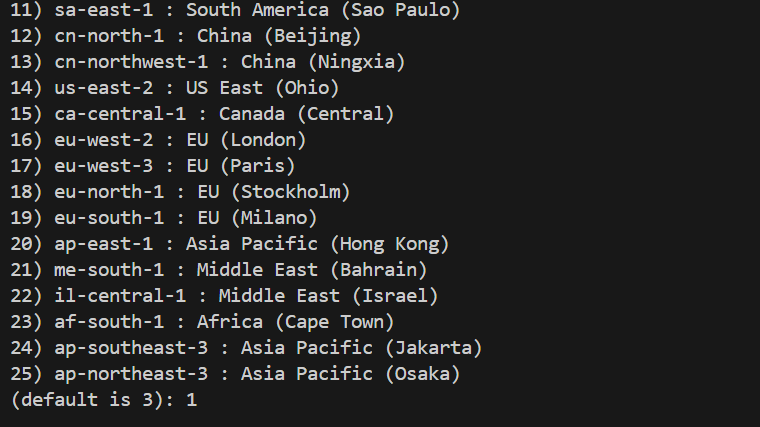 11) sa-east-1 : South America (Sao Paulo)
12) cn-north-1 : China (Beijing)
13) cn-northwest-1 : China (Ningxia)
14) us-east-2 : US East (Ohio)
15) ca-central-1 : Canada (Central)
16) eu-west-2 : EU (London)
17) eu-west-3 : EU (Paris)
18) eu-north-1 : EU (Stockholm)
19) eu-south-1 : EU (Milano)
20) ap-east-1 : Asia Pacific (Hong Kong)
21) me-south-1 : Middle East (Bahrain)
22) il-central-1 : Middle East (Israel)
23) af-south-1 : Africa (Cape Town)
24) ap-southeast-3 : Asia Pacific (Jakarta)
25) ap-northeast-3 : Asia Pacific (Osaka)
(default is 3): 1